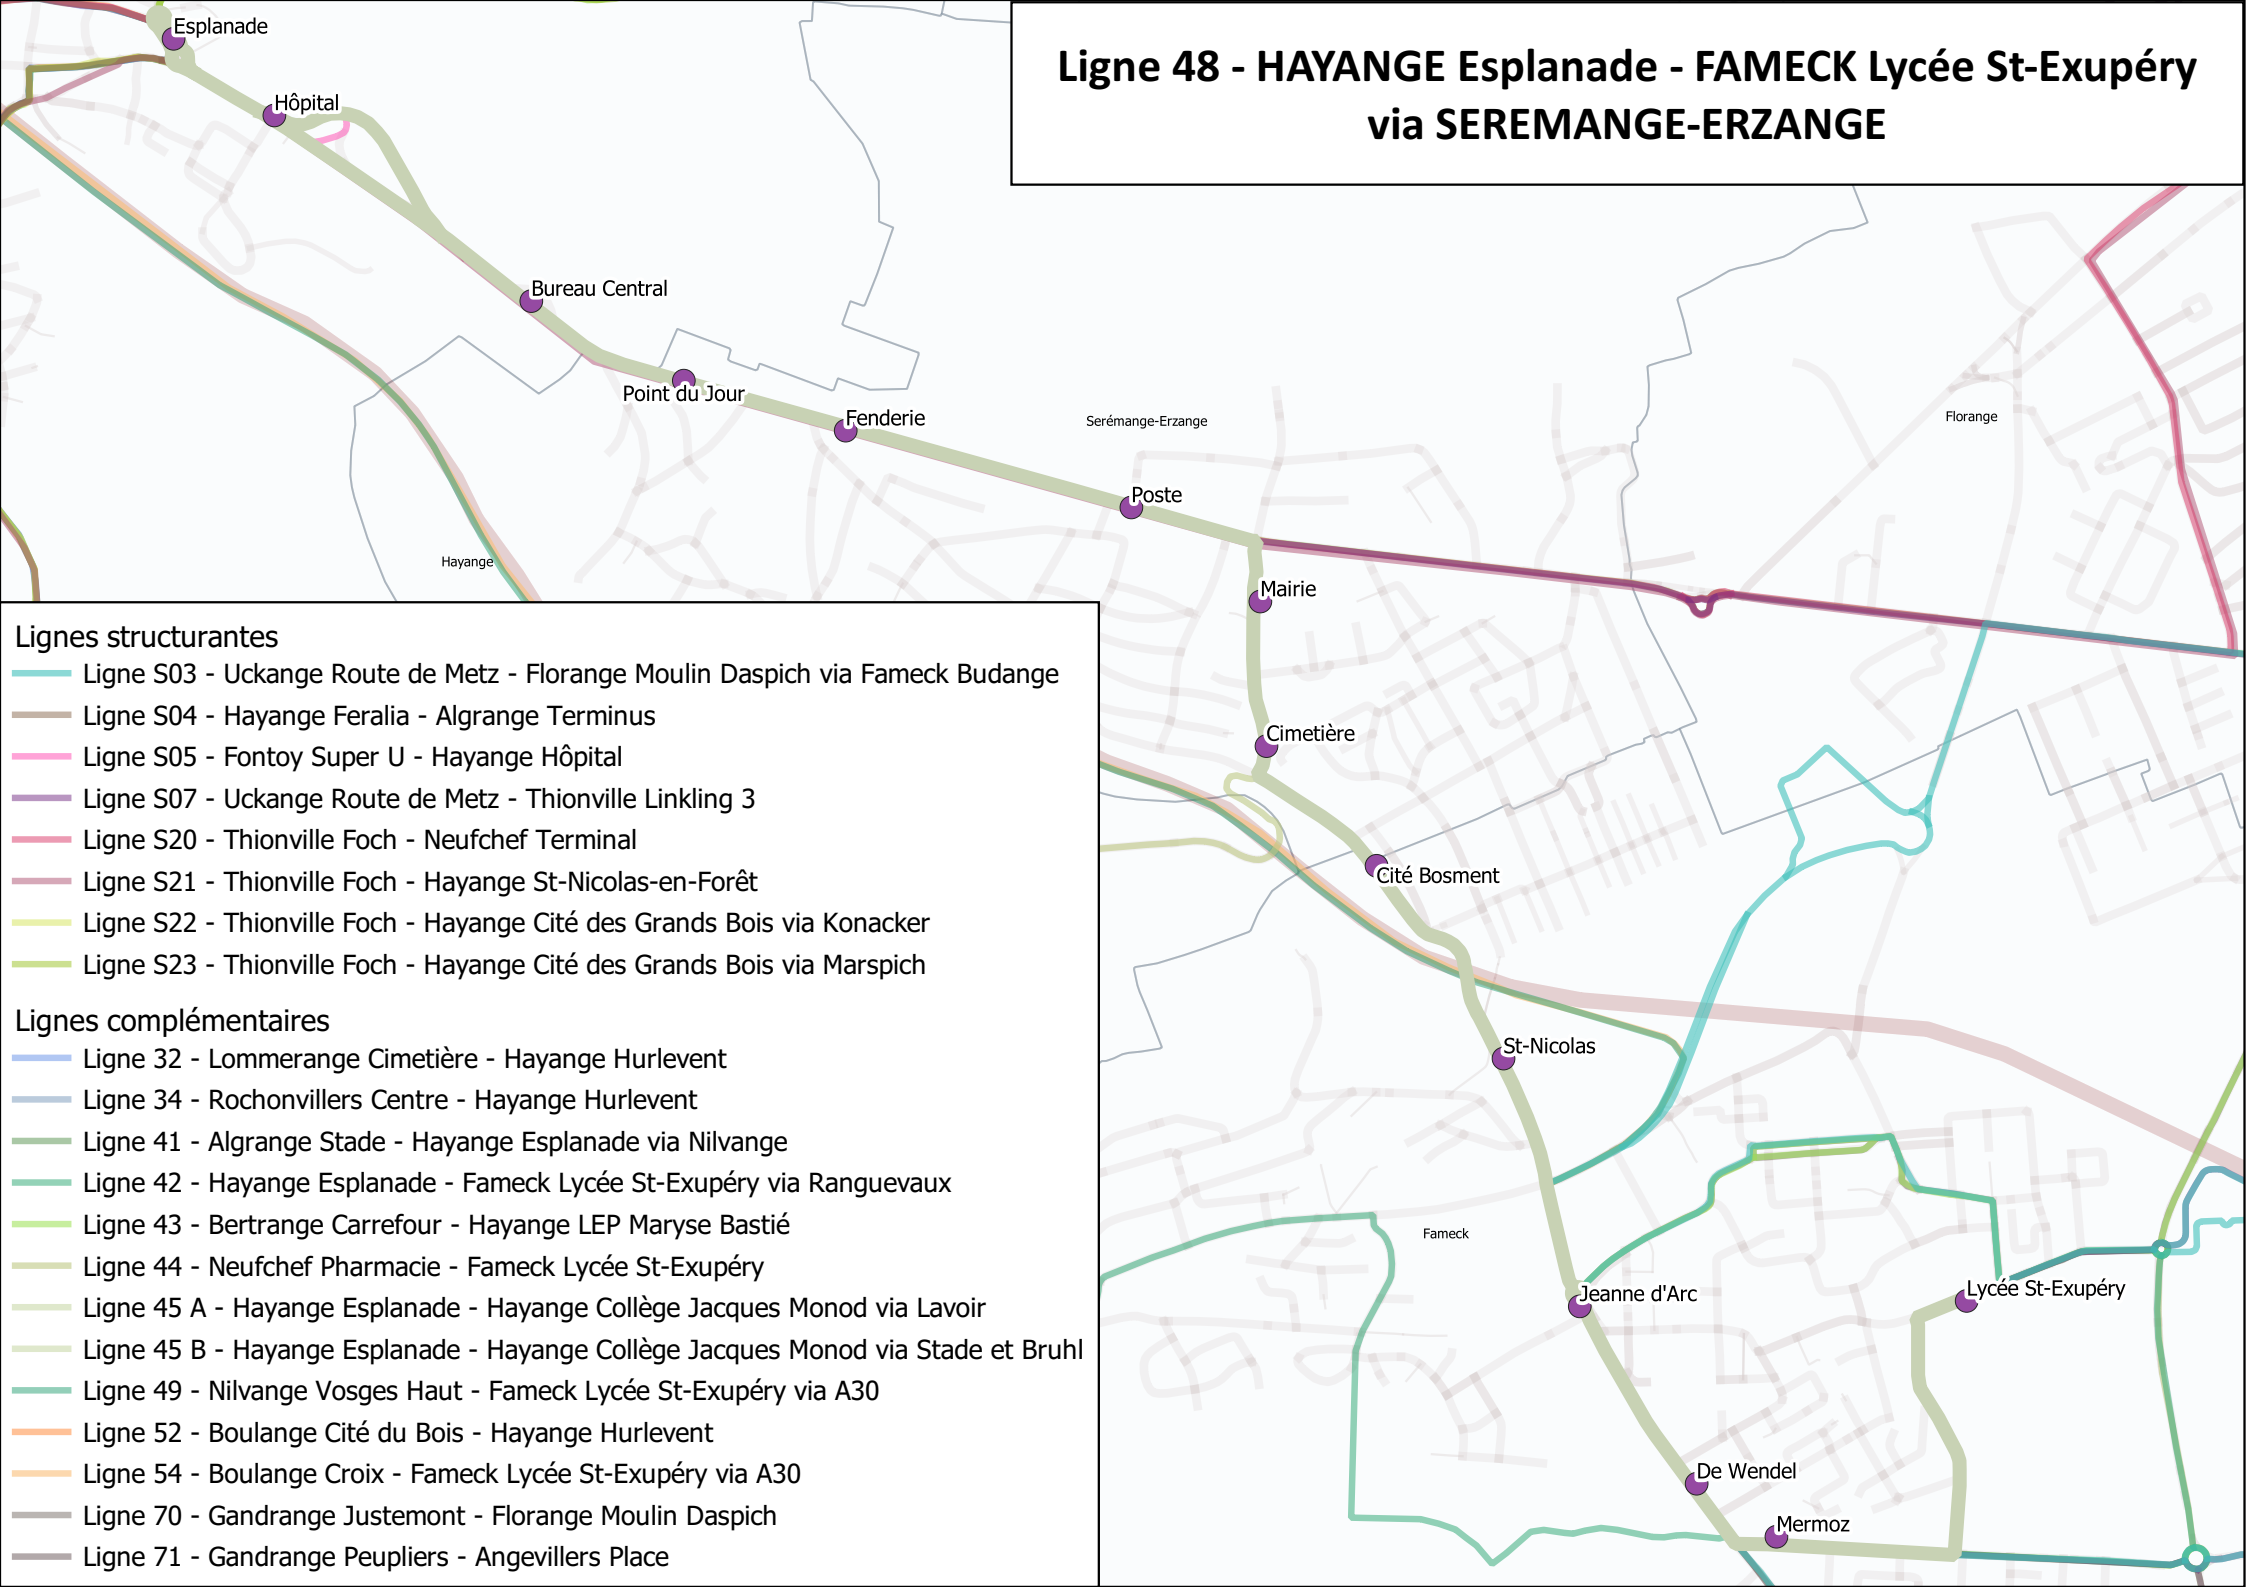 Ligne 48 - HAYANGE Esplanade - FAMECK Lycée St-Exupéry
via SEREMANGE-ERZANGE
Esplanade
Hôpital
Bureau Central
Point du Jour
Fenderie
Serémange-Erzange
Florange
Poste
Hayange
Mairie
Cimetière
Cité Bosment
St-Nicolas
Fameck
Jeanne d'Arc
Lycée St-Exupéry
De Wendel
Mermoz
Lignes structurantes
Ligne S03 - Uckange Route de Metz - Florange Moulin Daspich via Fameck Budange
Ligne S04 - Hayange Feralia - Algrange Terminus
Ligne S05 - Fontoy Super U - Hayange Hôpital
Ligne S07 - Uckange Route de Metz - Thionville Linkling 3
Ligne S20 - Thionville Foch - Neufchef Terminal
Ligne S21 - Thionville Foch - Hayange St-Nicolas-en-Forêt
Ligne S22 - Thionville Foch - Hayange Cité des Grands Bois via Konacker
Ligne S23 - Thionville Foch - Hayange Cité des Grands Bois via Marspich
Lignes complémentaires
Ligne 32 - Lommerange Cimetière - Hayange Hurlevent
Ligne 34 - Rochonvillers Centre - Hayange Hurlevent
Ligne 41 - Algrange Stade - Hayange Esplanade via Nilvange
Ligne 42 - Hayange Esplanade - Fameck Lycée St-Exupéry via Ranguevaux
Ligne 43 - Bertrange Carrefour - Hayange LEP Maryse Bastié
Ligne 44 - Neufchef Pharmacie - Fameck Lycée St-Exupéry
Ligne 45 A - Hayange Esplanade - Hayange Collège Jacques Monod via Lavoir
Ligne 45 B - Hayange Esplanade - Hayange Collège Jacques Monod via Stade et Bruhl
Ligne 49 - Nilvange Vosges Haut - Fameck Lycée St-Exupéry via A30
Ligne 52 - Boulange Cité du Bois - Hayange Hurlevent
Ligne 54 - Boulange Croix - Fameck Lycée St-Exupéry via A30
Ligne 70 - Gandrange Justemont - Florange Moulin Daspich
Ligne 71 - Gandrange Peupliers - Angevillers Place